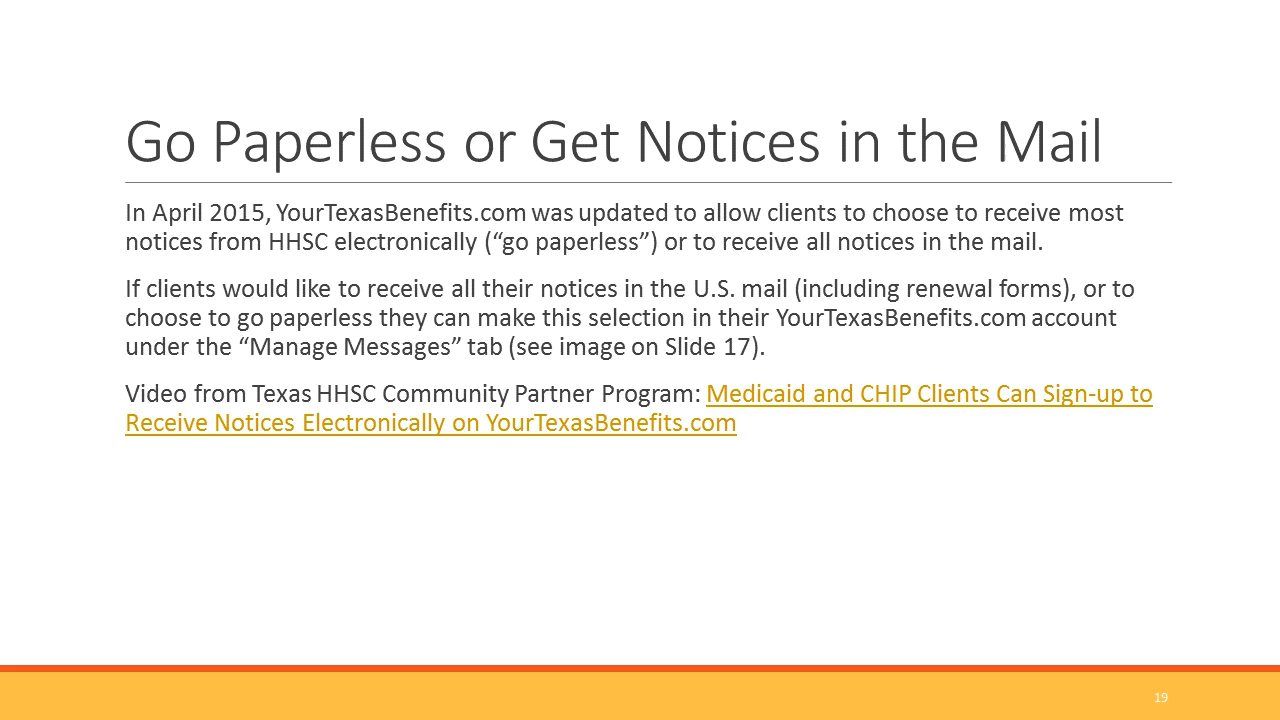 Go Paperless or Get Notices in the Mail
In April 2015, YourTexasBenefits.com was updated to allow clients to choose to receive most
notices from HHSC electronically (“go paperless”) or to receive all notices in the mail.
If clients would like to receive all their notices in the U.S. mail (including renewal forms), or to
choose to go paperless they can make this selection in their YourTexasBenefits.com account
under the “Manage Messages” tab (see image on Slide 17).
Video from Texas HHSC Community Partner Program: Medicaid and CHIP Clients Can Sign-up to
Receive Notices Electronically on YourTexasBenefits.com
19